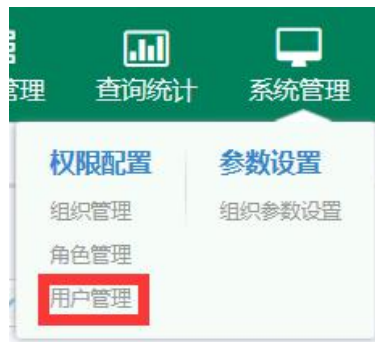 管理 查询统计 系统管理
权限配置 参数设置
组织管理 组织参数设置
角色管理
用户管理